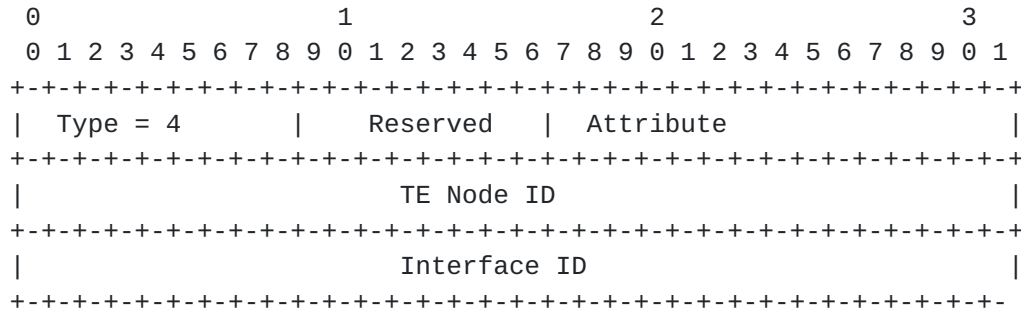 0                   1                   2                   3
 0 1 2 3 4 5 6 7 8 9 0 1 2 3 4 5 6 7 8 9 0 1 2 3 4 5 6 7 8 9 0 1
+-+-+-+-+-+-+-+-+-+-+-+-+-+-+-+-+-+-+-+-+-+-+-+-+-+-+-+-+-+-+-+-+
|  Type = 4       |    Reserved   |  Attribute                  |
+-+-+-+-+-+-+-+-+-+-+-+-+-+-+-+-+-+-+-+-+-+-+-+-+-+-+-+-+-+-+-+-+
|                        TE Node ID                             |
+-+-+-+-+-+-+-+-+-+-+-+-+-+-+-+-+-+-+-+-+-+-+-+-+-+-+-+-+-+-+-+-+
|                        Interface ID                           |
+-+-+-+-+-+-+-+-+-+-+-+-+-+-+-+-+-+-+-+-+-+-+-+-+-+-+-+-+-+-+-+-